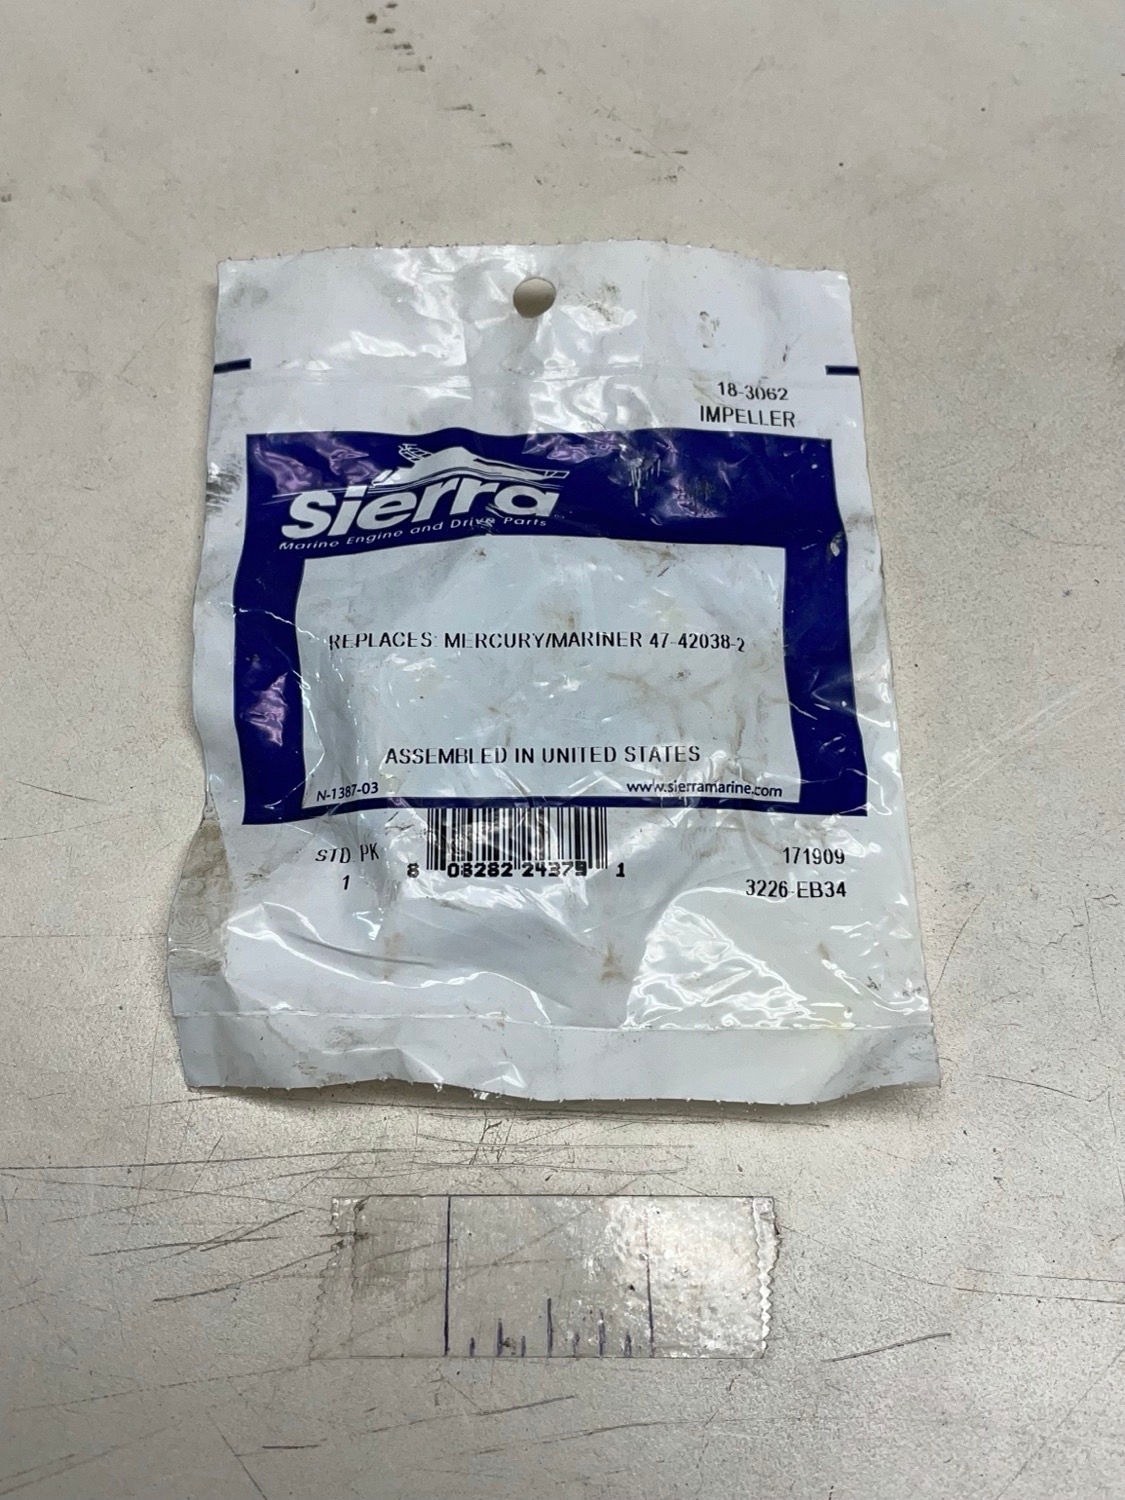 18-3062
IMPELLER
Sierra
Marine Engine and Drive Parts
REPLACES: MERCURY/MARINER 47-42038-2
ASSEMBLED IN UNITED STATES
N-1387-03
www.sierramarine.com
STD. PK
1
8 08282 24379 1
171909
3226-EB34